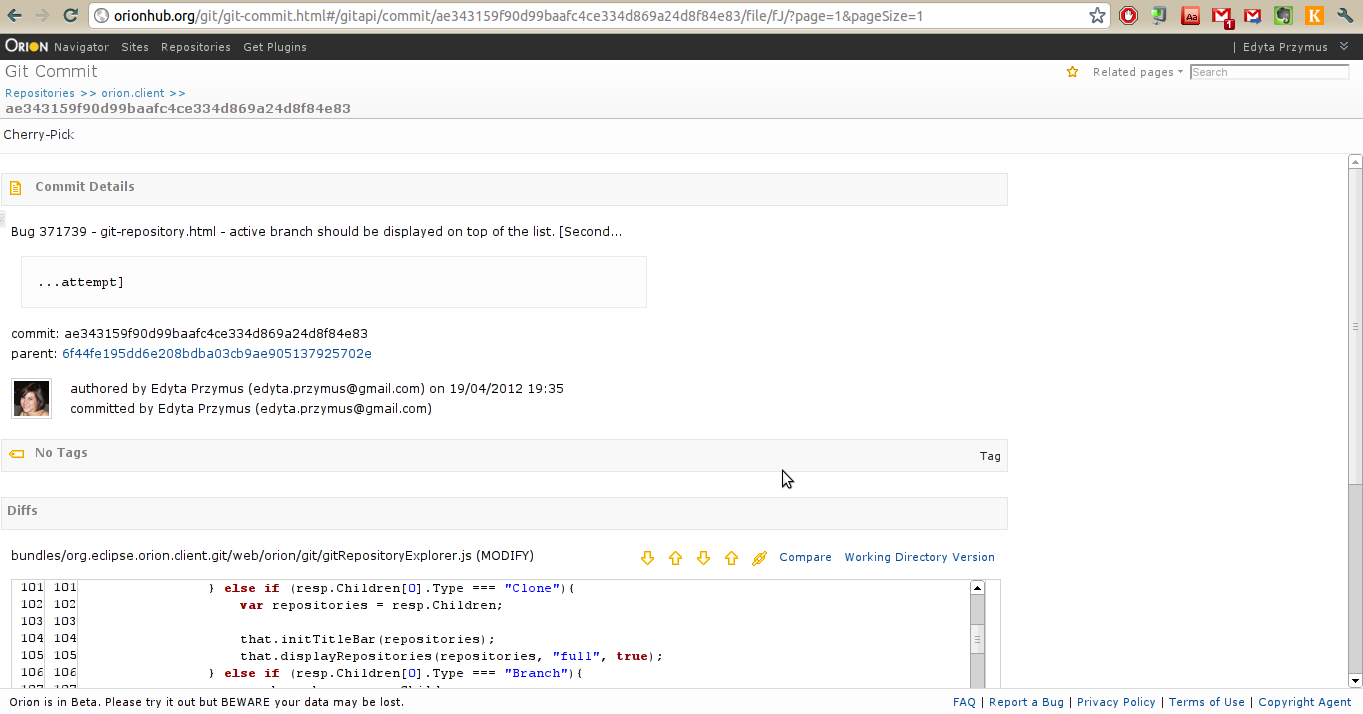 orionhub.org/git/git-commit.html#/gitapi/commit/ae343159f90d99baafc4ce334d869a24d8f84e83/file/fJ/?page=1&pageSize=1
Aa 1 K
ORION Navigator Sites Repositories Get Plugins | Edyta Przymus
Git Commit Related pages Search
Repositories >> orion.client >>
ae343159f90d99baafc4ce334d869a24d8f84e83
Cherry-Pick
Commit Details
Bug 371739 - git-repository.html - active branch should be displayed on top of the list. [Second...
...attempt]
commit: ae343159f90d99baafc4ce334d869a24d8f84e83
parent: 6f44fe195dd6e208bdba03cb9ae905137925702e
authored by Edyta Przymus (edyta.przymus@gmail.com) on 19/04/2012 19:35
committed by Edyta Przymus (edyta.przymus@gmail.com)
No Tags Tag
Diffs
bundles/org.eclipse.orion.client.git/web/orion/git/gitRepositoryExplorer.js (MODIFY) Compare Working Directory Version
101 101 } else if (resp.Children[0].Type === "Clone"){
102 102 var repositories = resp.Children;
103 103
104 104 that.initTitleBar(repositories);
105 105 that.displayRepositories(repositories, "full", true);
106 106 } else if (resp.Children[0].Type === "Branch"){
Orion is in Beta. Please try it out but BEWARE your data may be lost. FAQ | Report a Bug | Privacy Policy | Terms of Use | Copyright Agent